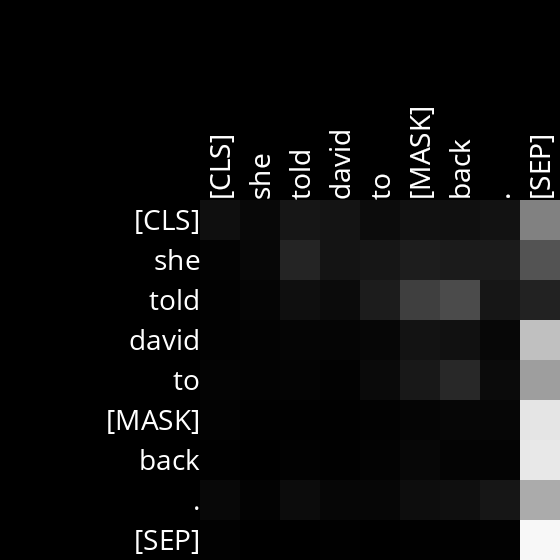 [CLS] she told david to [MASK] back . [SEP]
[CLS]
she
told
david
to
[MASK]
back
.
[SEP]